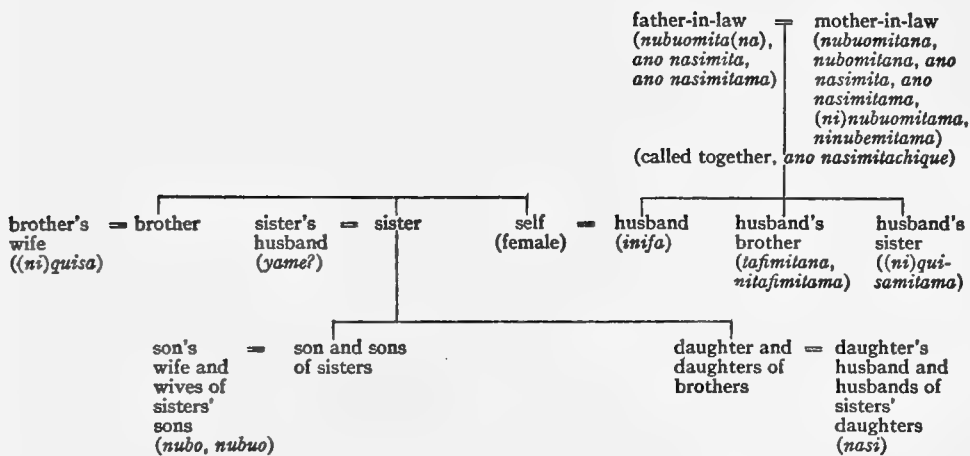 father-in-law = mother-in-law
(nubuomita(na), (nubuomitana,
ano nasimita, nubomitana, ano
ano nasimitama) nasimita, ano
nasimitama,
(ni)nubuomitama,
ninubemitama)
(called together, ano nasimitachique)
brother's = brother
wife
((ni)quisa)
sister's = sister
husband
(yame?)
self = husband
(female) (inifa)
husband's
brother
(tafimitana,
nitafimitama)
husband's
sister
((ni)qui-
samitama)
son's = son and sons
wife and of sisters
wives of
sisters'
sons
(nubo, nubuo)
daughter and = daughter's
daughters of husband and
brothers husbands of
sisters'
daughters
(nasi)